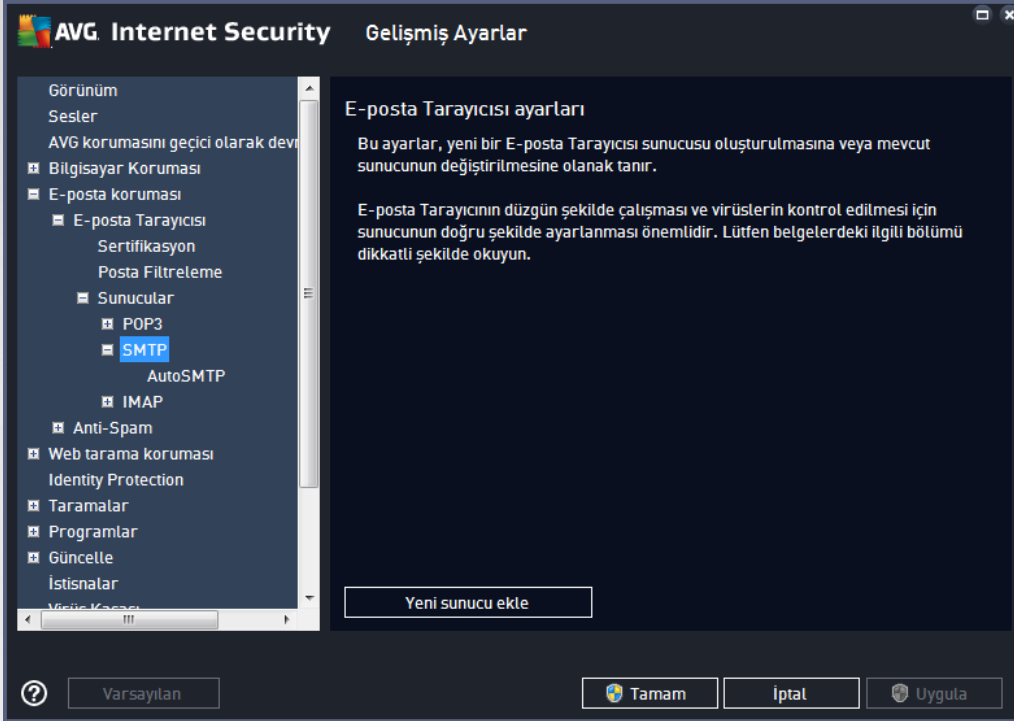 AVG Internet Security Gelişmiş Ayarlar
Görünüm
Sesler
AVG korumasını geçici olarak devr
Bilgisayar Koruması
E-posta koruması
E-posta Tarayıcısı
Sertifikasyon
Posta Filtreleme
Sunucular
POP3
SMTP
AutoSMTP
IMAP
Anti-Spam
Web tarama koruması
Identity Protection
Taramalar
Programlar
Güncelle
İstisnalar
Virüs Kasası
E-posta Tarayıcısı ayarları
Bu ayarlar, yeni bir E-posta Tarayıcısı sunucusu oluşturulmasına veya mevcut
sunucunun değiştirilmesine olanak tanır.
E-posta Tarayıcının düzgün şekilde çalışması ve virüslerin kontrol edilmesi için
sunucunun doğru şekilde ayarlanması önemlidir. Lütfen belgelerdeki ilgili bölümü
dikkatli şekilde okuyun.
Yeni sunucu ekle
Varsayılan
Tamam
İptal
Uygula